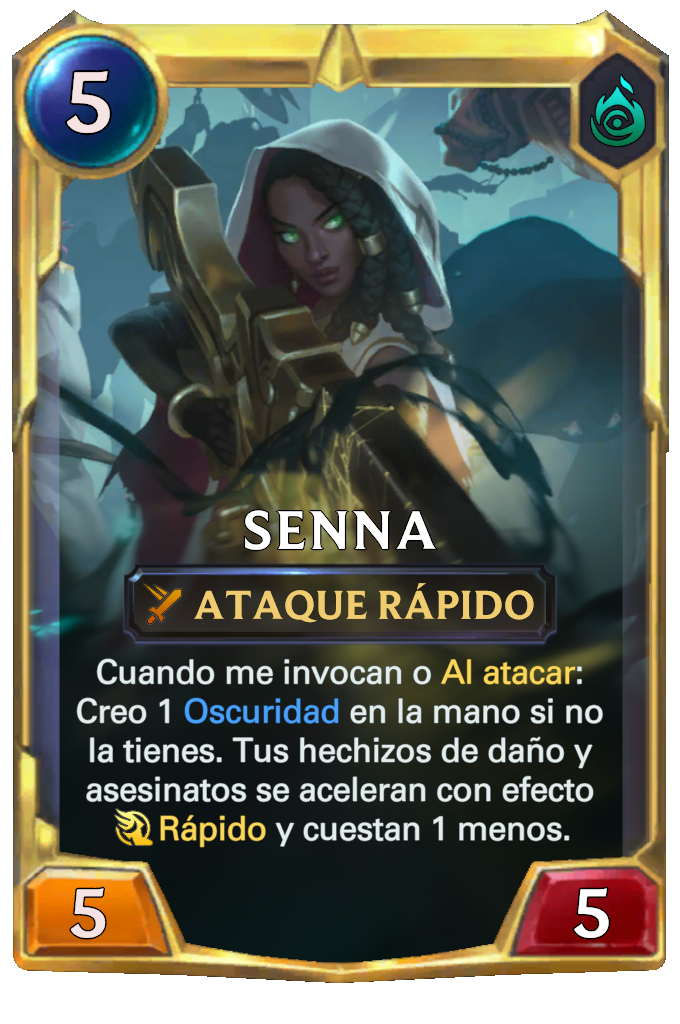 5
SENNA
ATAQUE RÁPIDO
Cuando me invocan o Al atacar:
Creo 1 Oscuridad en la mano si no
la tienes. Tus hechizos de daño y
asesinatos se aceleran con efecto
Rápido y cuestan 1 menos.
5
5